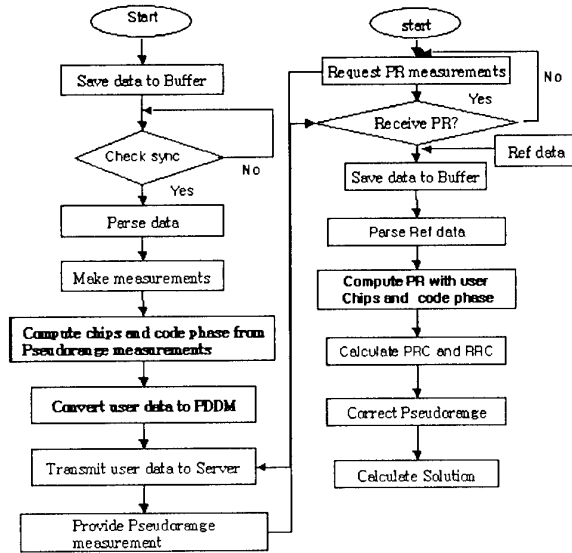 Start
Save data to Buffer
Check sync
No
Yes
Parse data
Make measurements
Compute chips and code phase from
Pseudorange measurements
Convert user data to PDDM
Transmit user data to Server
Provide Pseudorange
measurement
start
Request PR measurements
No
Yes
Receive PR?
Ref data
Save data to Buffer
Parse Ref data
Compute PR with user
Chips and code phase
Calculate PRC and RRC
Correct Pseudorange
Calculate Solution